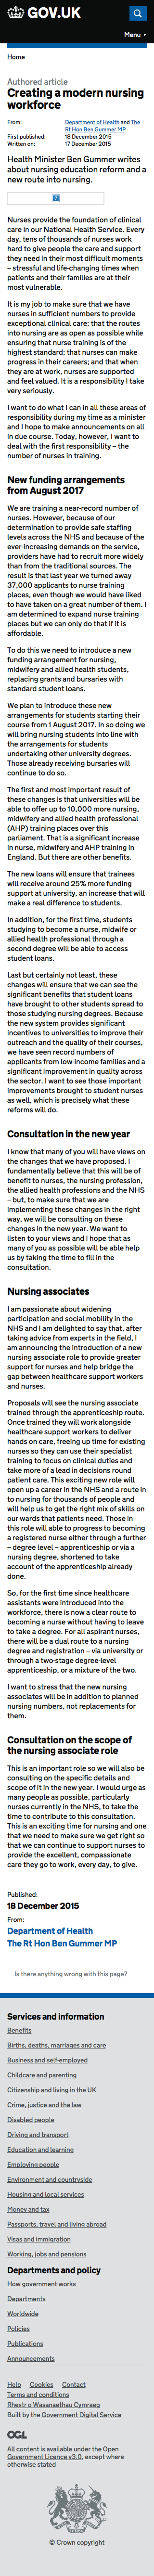 GOV.UK
Menu ▼
Home
Authored article
Creating a modern nursing
workforce
From: Department of Health and The
Rt Hon Ben Gummer MP
First published: 18 December 2015
Written on: 17 December 2015
Health Minister Ben Gummer writes
about nursing education reforms and a
new route into nursing.
Nurses provide the foundation of clinical
care in our National Health Service. Every
day, tens of thousands of nurses work
hard to give people the care and support
they need in their most difficult moments
– stressful and life-changing times when
patients are scared and that affect their
most cherished.
It is my job to make sure that we have
nurses in sufficient numbers to provide
exceptional clinical care; that the routes
into nursing are as open as possible while
ensuring that nurse training is of the
highest standard; that nurses can make
progress in their careers; and that when
they are at work, nurses are supported
and feel valued. It is a responsibility I take
very seriously.
I want to do what I can in all these areas of
responsibility during my time as a minister
and I hope to make announcements on all
in due course. Today, however, I want to
deal with the first responsibility – the
number of nurses in training.
New funding arrangements
from August 2017
We are training a near-record number of
nurses. However, because of our
determination to provide safe staffing
levels across the NHS and because of the
ever-increasing demands on the service,
providers have had to recruit more widely
than from the traditional sources. The
result is that last year we turned away
37,000 applicants to nurse training
places, even though we would probably
have wanted to have had the freedom to
have taken on a great number of them. I
am determined to expand university
places but we can only do that if it is
affordable.
To do this we need to introduce a new
funding arrangement for nursing,
midwifery and allied health students,
replacing grants and bursaries with
standard student loans.
We plan to introduce these new
arrangements for students starting their
course from 1 August 2017. In so doing we
will bring nursing students into line with
the arrangements for students
undertaking other university degrees.
Those already receiving bursaries will
continue to do so.
The first and most important result of
these changes is that universities will be
able to offer up to 10,000 more nursing,
midwifery and allied health professional
(AHP) training places over this
parliament. That is a significant increase
in nurse, midwifery and AHP training in
England. But there are other benefits.
The new loans will ensure that trainees
will receive around 25% more funding
support at university, an amount that will
make a real difference to students.
In addition, for the first time, students
studying to become a nurse, midwife or
allied health professional through a
second degree will be able to access
student loans.
Last but certainly not least, these
changes will ensure that we can see the
significant benefits that student loans
have brought to other courses, for those
those studying nursing degrees. Because
the new system provides significant
incentives to universities to improve their
outreach and the quality of their courses,
we have seen record numbers of
applicants from low-income areas and a
significant improvement in quality across
the sector. I want to see those important
improvements brought to nurse degrees
as well, which is precisely what these
reforms will do.
Consultation in the new year
I know that many of you will have views on
the changes that we have proposed. I
fundamentally believe that this will be of
benefit to nurses, the nursing profession,
the allied health professions and the NHS
– but, to make sure that we are
implementing these changes in the right
way, we will be consulting on these
changes in the new year. We want to
listen to your views and I hope that as
many of you as possible will be able help
us by taking the time to fill in the
consultation.
Nursing associates
I am passionate about widening
participation and social mobility in the
NHS and I am delighted to say that, after
taking advice from experts in the field, I
am announcing the introduction of a new
nursing associate role to provide greater
support for nurses and help bridge the
gap between healthcare support workers
and nurses.
Proposals will see the nursing associate
trained through the apprenticeship route.
Once trained they will work alongside
healthcare support workers to deliver
hands on care, freeing up time for existing
nurses so they can use their specialist
training to focus on clinical duties and
take more of a lead in decisions round
patient care. This exciting new role will
open up a career in the NHS and a route in
to nursing for thousands of people and
will help us to get the right mix of skills in
our wards that patients need. Those in
this role will also be able to progress to
becoming a registered nurse either through
– degree level – apprenticeship or via a
nursing degree, shortened to take
account of the apprenticeship already
done.
So, for the first time since healthcare
assistants were introduced into the
workforce, there is now a clear route to
becoming a nurse without having to leave
to take a degree. For all aspirant nurses,
there will be a dual route to a nursing
degree and registration – via university or
through a two-stage degree-level
apprenticeship, or a mixture of the two.
I want to stress that the new nursing
associates will be in addition to planned
nursing numbers, not replacements for
them.
Consultation on the scope of
the nursing associate role
This is an important role so we will also be
consulting on the specific details and
scope of it in the new year. I would urge as
many people as possible, particularly
nurses currently in the NHS, to take the
time to contribute to this consultation.
This is an exciting time for nursing and one
that we need to make sure we get right so
we can continue to support nurses to
provide the excellent, compassionate
care they go to work, every day, to give.
Published:
18 December 2015
From:
Department of Health
The Rt Hon Ben Gummer MP
Is there anything wrong with this page?
Services and information
Benefits
Births, deaths, marriages and care
Business and self-employed
Childcare and parenting
Citizenship and living in the UK
Crime, justice and the law
Disabled people
Driving and transport
Education and learning
Employing people
Environment and countryside
Housing and local services
Money and tax
Passports, travel and living abroad
Visas and immigration
Working, jobs and pensions
Departments and policy
How government works
Departments
Worldwide
Policies
Publications
Announcements
Help Cookies Contact
Terms and conditions
Rhestr o Wasanaethau Cymraeg
Built by the Government Digital Service
OGL
All content is available under the Open
Government Licence v3.0, except where
otherwise stated
© Crown copyright